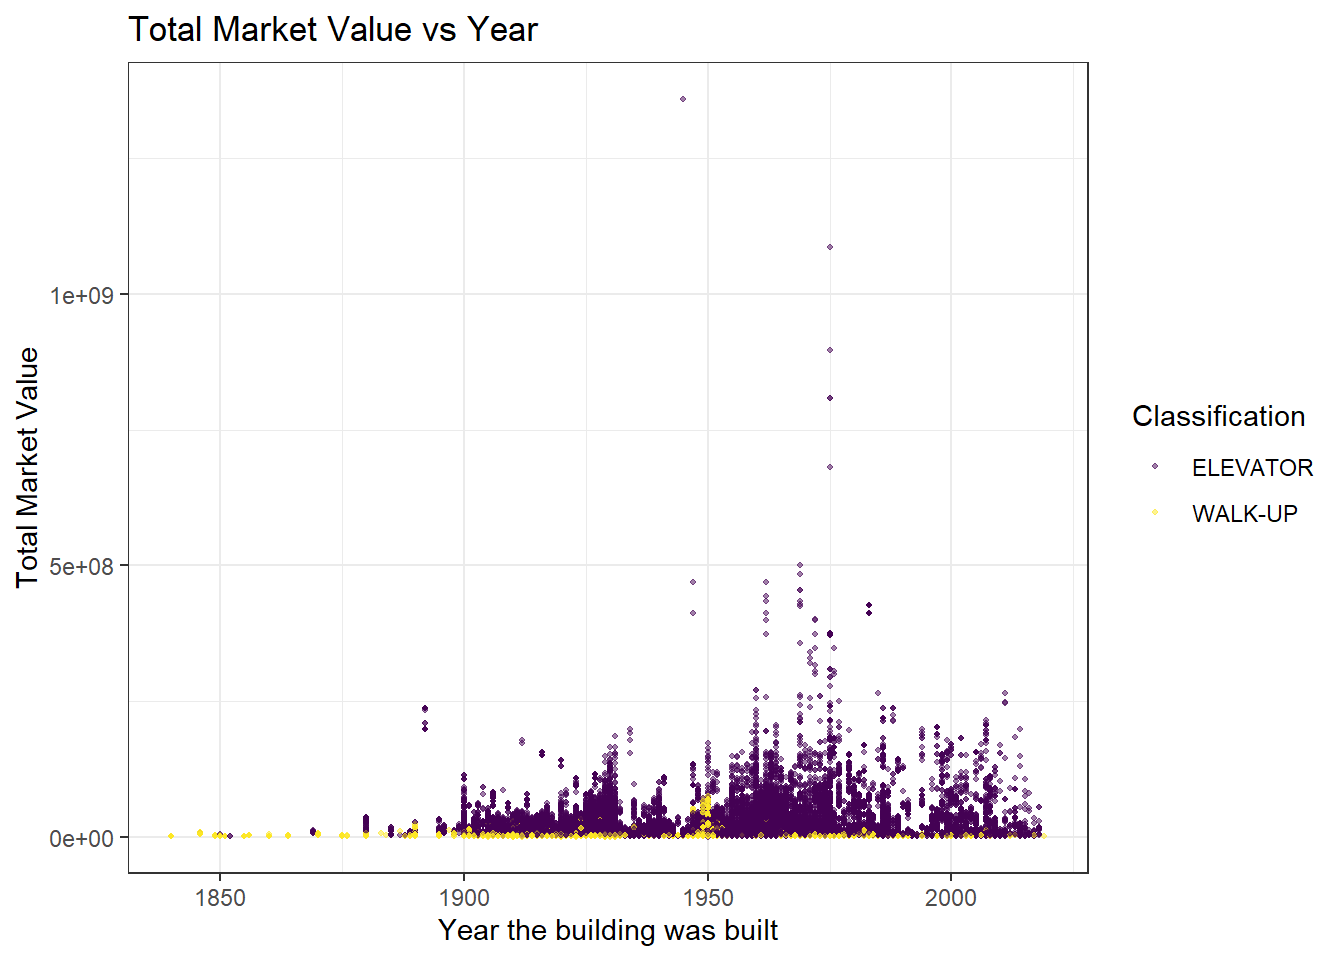 Total Market Value vs Year
Total Market Value
1e+09
5e+08
0e+00
1850
1900
1950
2000
Year the building was built
Classification
ELEVATOR
WALK-UP